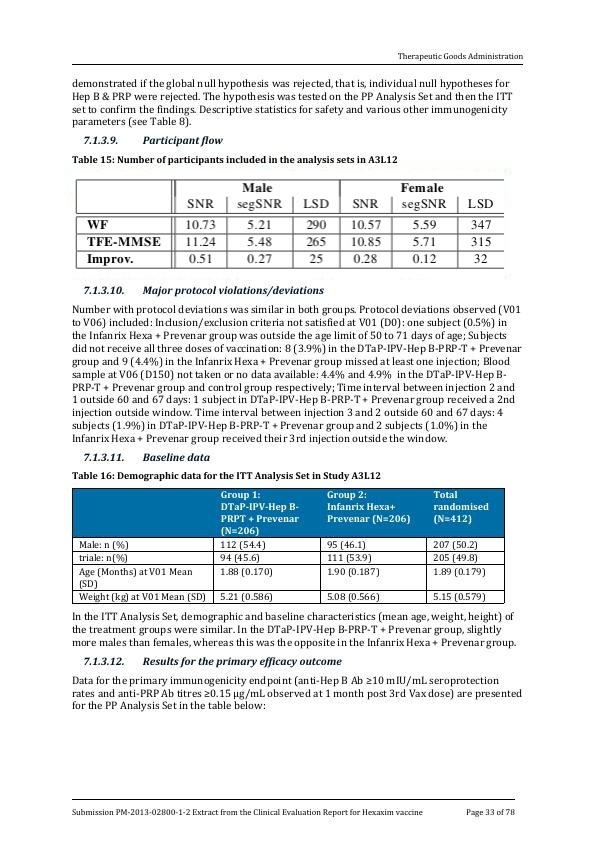 Therapeutic Goods Administration
demonstrated if the global null hypothesis was rejected, that is, individual null hypotheses for
Hep B & PRP were rejected. The hypothesis was tested on the PP Analysis Set and then the ITT
set to confirm the findings. Descriptive statistics for safety and various other immunogenicity
parameters (see Table 8).
7.1.3.9. Participant flow
Table 15: Number of participants included in the analysis sets in A3L12
Male Female
SNR segSNR LSD SNR segSNR LSD
WF 10.73 5.21 290 10.57 5.59 347
TFE-MMSE 11.24 5.48 265 10.85 5.71 315
Improv. 0.51 0.27 25 0.28 0.12 32
7.1.3.10. Major protocol violations/deviations
Number with protocol deviations was similar in both groups. Protocol deviations observed (V01
to V06) included: Inclusion/exclusion criteria not satisfied at V01 (D0): one subject (0.5%) in
the Infanrix Hexa + Prevenar group was outside the age limit of 50 to 71 days of age; Subjects
did not receive all three doses of vaccination: 8 (3.9%) in the DTaP-IPV-Hep B-PRP-T + Prevenar
group and 9 (4.4%) in the Infanrix Hexa + Prevenar group missed at least one injection; Blood
sample at V06 (D150) not taken or no data available: 4.4% and 4.9% in the DTaP-IPV-Hep B-
PRP-T + Prevenar group and control group respectively; Time interval between injection 2 and
1 outside 60 and 67 days: 1 subject in DTaP-IPV-Hep B-PRP-T + Prevenar group received a 2nd
injection outside window. Time interval between injection 3 and 2 outside 60 and 67 days: 4
subjects (1.9%) in DTaP-IPV-Hep B-PRP-T + Prevenar group and 2 subjects (1.0%) in the
Infanrix Hexa + Prevenar group received their 3rd injection outside the window.
7.1.3.11. Baseline data
Table 16: Demographic data for the ITT Analysis Set in Study A3L12
Group 1: Group 2: Total
DTaP-IPV-Hep B- Infanrix Hexa+ randomised
PRPT + Prevenar Prevenar (N=206) (N=412)
(N=206)
Male: n (%) 112 (54.4) 95 (46.1) 207 (50.2)
triale: n(%) 94 (45.6) 111 (53.9) 205 (49.8)
Age (Months) at V01 Mean 1.88 (0.170) 1.90 (0.187) 1.89 (0.179)
(SD)
Weight (kg) at V01 Mean (SD) 5.21 (0.586) 5.08 (0.566) 5.15 (0.579)
In the ITT Analysis Set, demographic and baseline characteristics (mean age, weight, height) of
the treatment groups were similar. In the DTaP-IPV-Hep B-PRP-T + Prevenar group, slightly
more males than females, whereas this was the opposite in the Infanrix Hexa + Prevenar group.
7.1.3.12. Results for the primary efficacy outcome
Data for the primary immunogenicity endpoint (anti-Hep B Ab ≥10 mIU/mL seroprotection
rates and anti-PRP Ab titres ≥0.15 µg/mL observed at 1 month post 3rd Vax dose) are presented
for the PP Analysis Set in the table below:
Submission PM-2013-02800-1-2 Extract from the Clinical Evaluation Report for Hexaxim vaccine Page 33 of 78